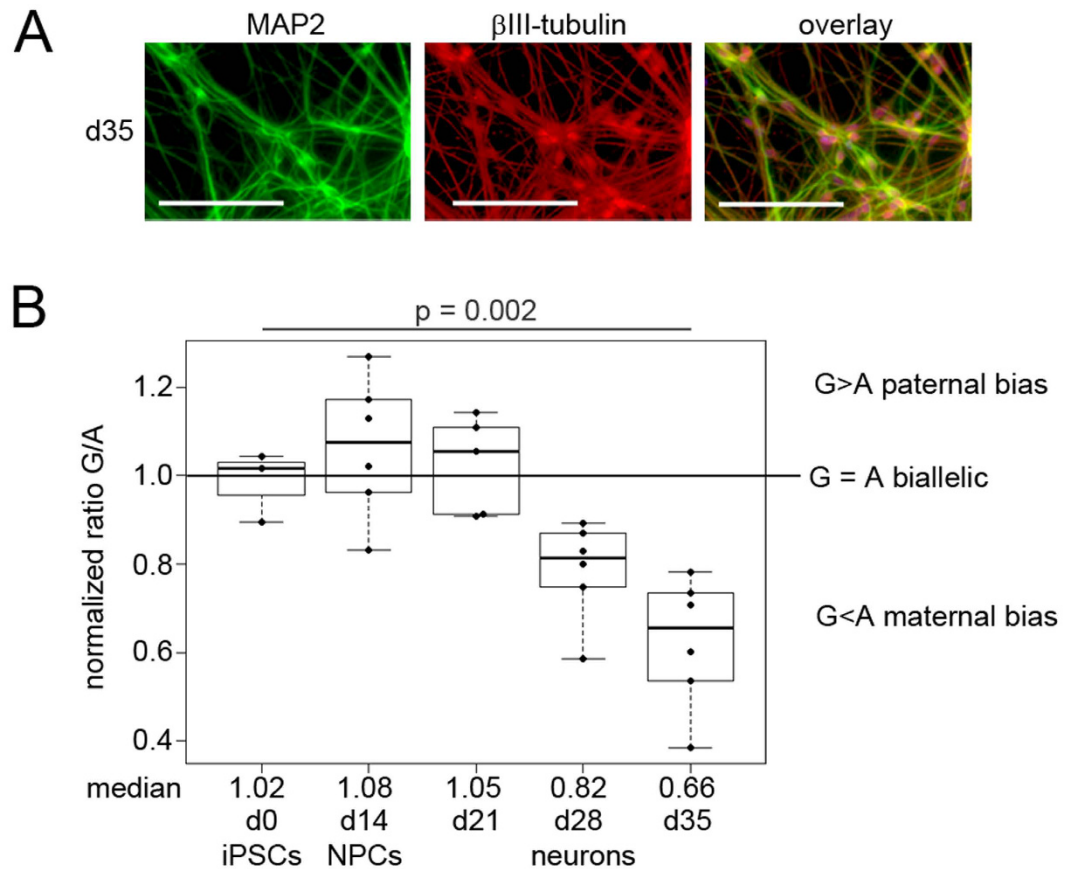 A
MAP2 βIII-tubulin overlay
d35
B
p = 0.002
normalized ratio G/A
1.2
1.0
0.8
0.6
0.4
G>A paternal bias
G = A biallelic
G<A maternal bias
median 1.02 1.08 1.05 0.82 0.66
d0 d14 d21 d28 d35
iPSCs NPCs neurons